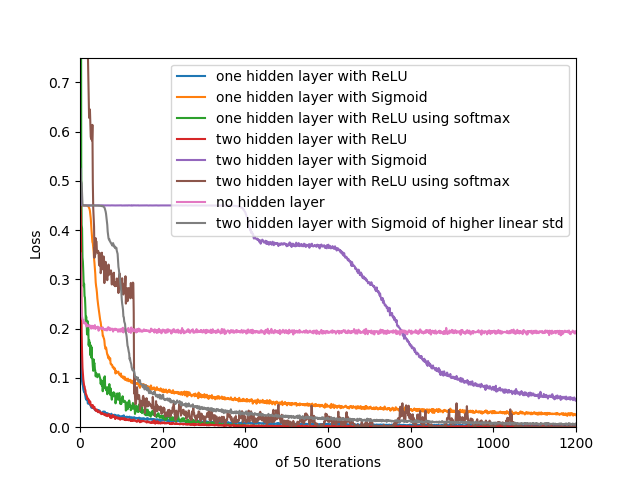 0.7
0.6
0.5
0.4
0.3
0.2
0.1
0.0
Loss
one hidden layer with ReLU
one hidden layer with Sigmoid
one hidden layer with ReLU using softmax
two hidden layer with ReLU
two hidden layer with Sigmoid
two hidden layer with ReLU using softmax
no hidden layer
two hidden layer with Sigmoid of higher linear std
0 200 400 600 800 1000 1200
of 50 Iterations